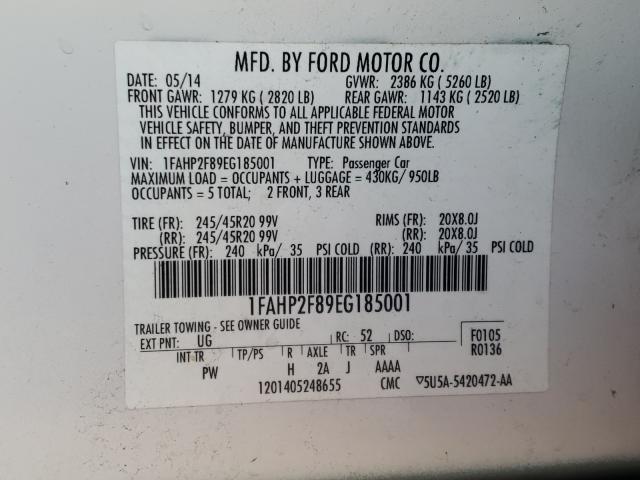 MFD. BY FORD MOTOR CO.
DATE: 05/14 GVWR: 2386 KG ( 5260 LB)
FRONT GAWR: 1279 KG ( 2820 LB) REAR GAWR: 1143 KG ( 2520 LB)
THIS VEHICLE CONFORMS TO ALL APPLICABLE FEDERAL MOTOR
VEHICLE SAFETY, BUMPER, AND THEFT PREVENTION STANDARDS
IN EFFECT ON THE DATE OF MANUFACTURE SHOWN ABOVE.
VIN: 1FAHP2F89EG185001 TYPE: Passenger Car
MAXIMUM LOAD = OCCUPANTS + LUGGAGE = 430KG/ 950LB
OCCUPANTS = 5 TOTAL; 2 FRONT, 3 REAR
TIRE (FR): 245/45R20 99V RIMS (FR): 20X8.0J
(RR): 245/45R20 99V (RR): 20X8.0J
PRESSURE (FR): 240 kPa/ 35 PSI COLD (RR): 240 kPa/ 35 PSI COLD
1FAHP2F89EG185001
TRAILER TOWING - SEE OWNER GUIDE
EXT PNT: UG RC: 52 DSO: F0105
INT TR TP/PS R AXLE TR SPR R0136
PW H 2A J AAAA
1201405248655 CMC ▽5U5A-5420472-AA